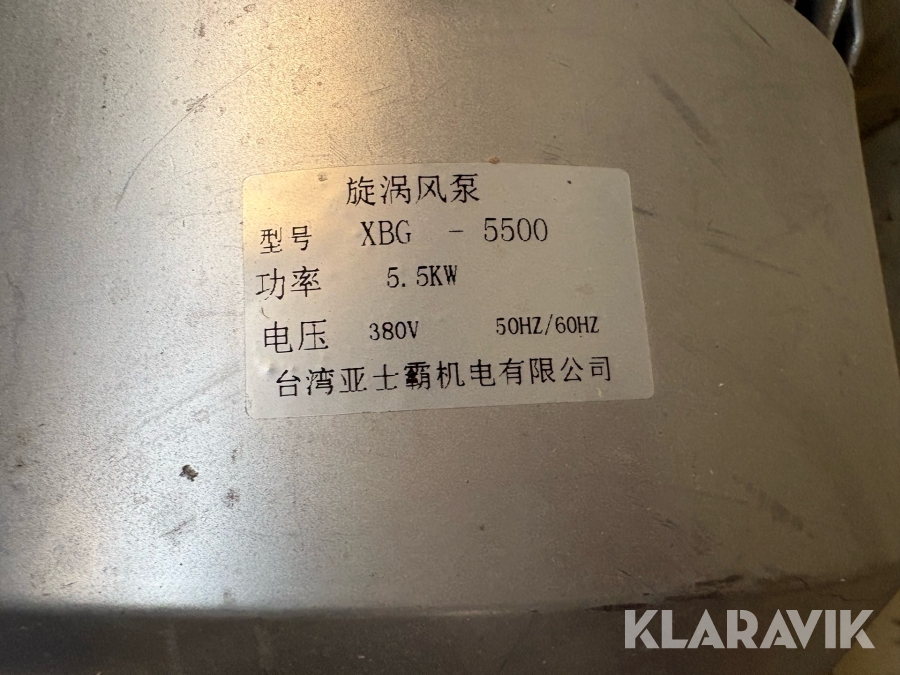 旋涡风泵
型号 XBG - 5500
功率 5.5KW
电压 380V 50HZ/60HZ
台湾亚士霸机电有限公司
KLARAVIK